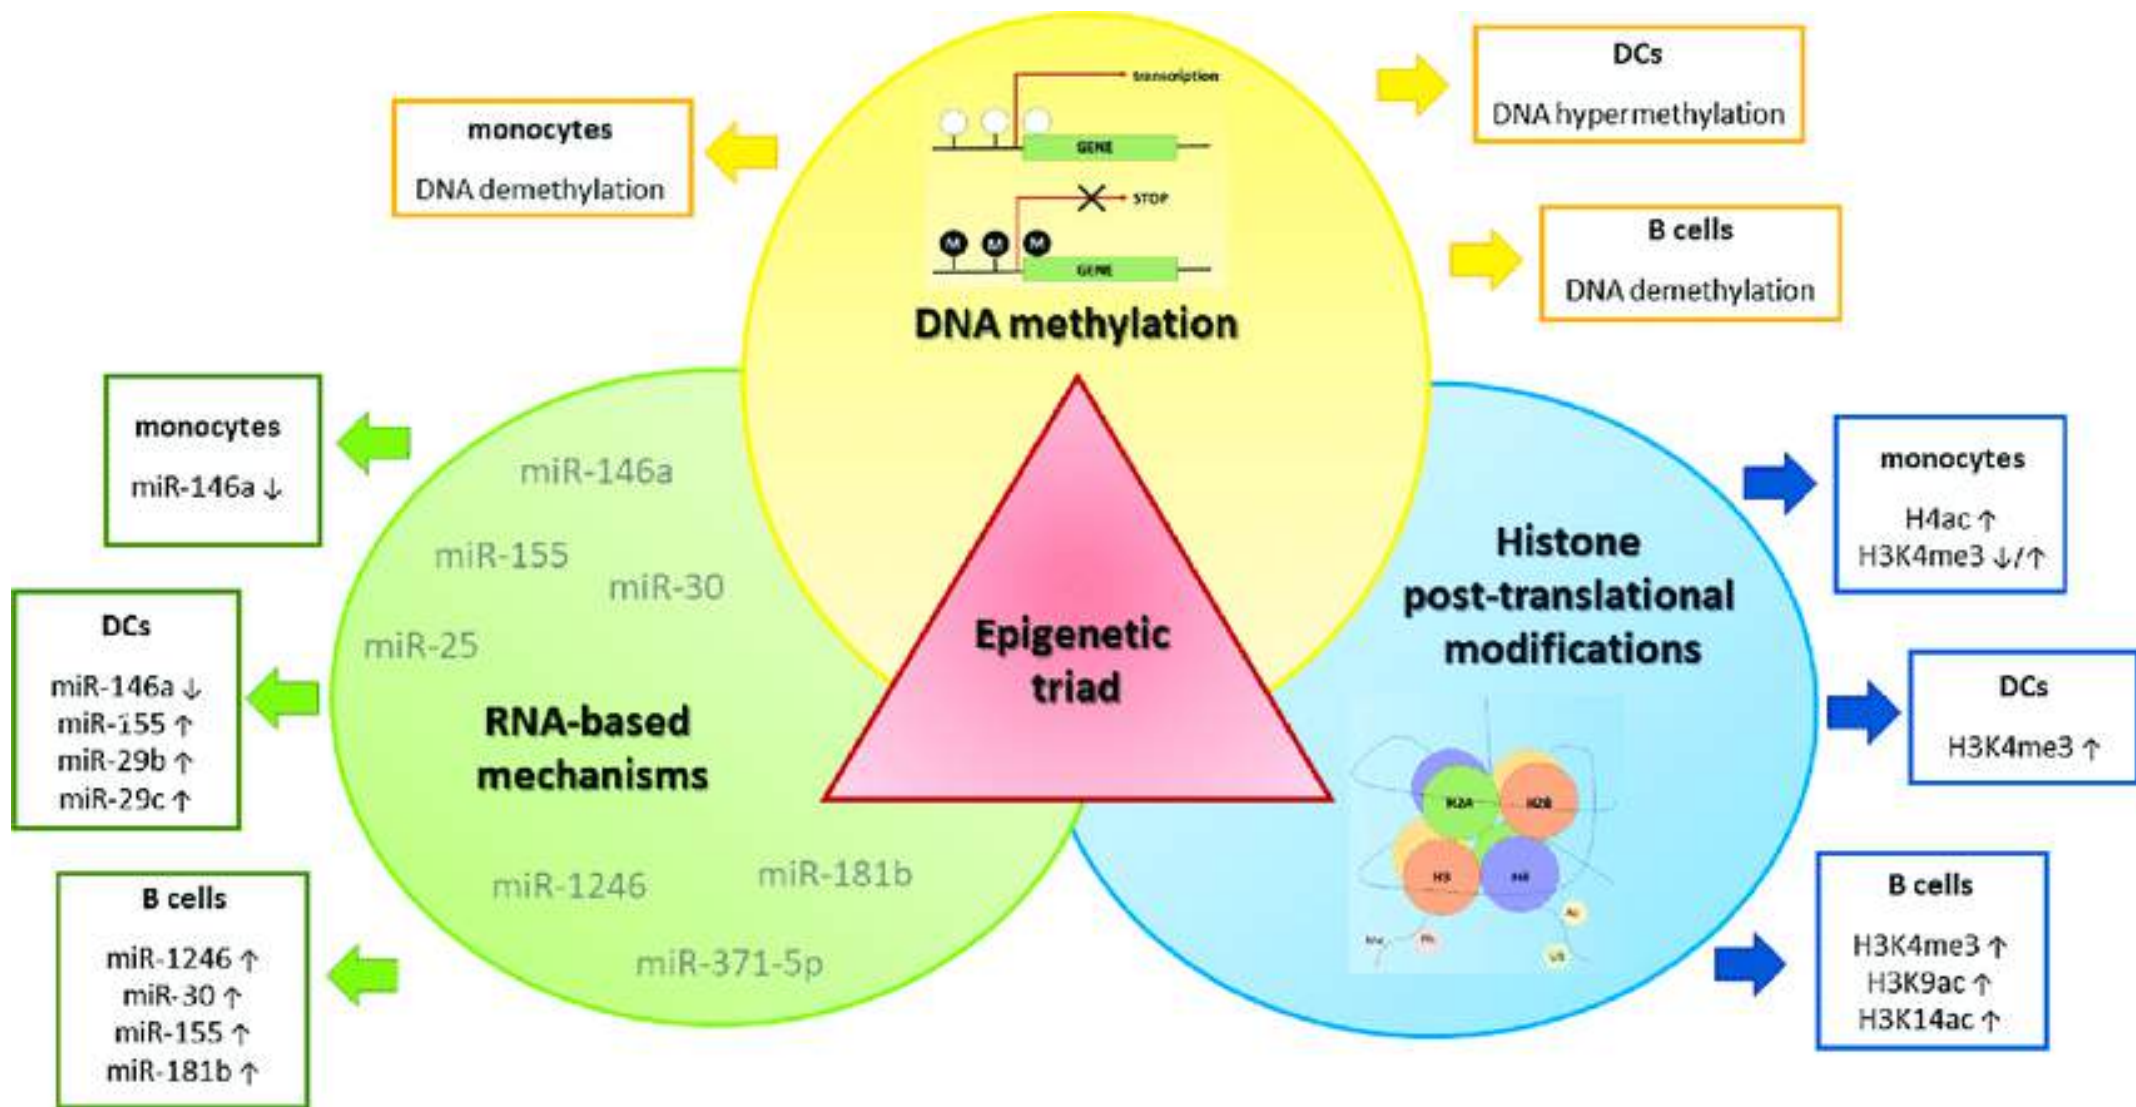 transcription
GENE
STOP
M M M
GENE
DNA methylation
monocytes
DNA demethylation
DCs
DNA hypermethylation
B cells
DNA demethylation
Epigenetic
triad
miR-146a
miR-155
miR-30
miR-25
RNA-based
mechanisms
miR-1246
miR-181b
miR-371-5p
monocytes
miR-146a ↓
DCs
miR-146a ↓
miR-155 ↑
miR-29b ↑
miR-29c ↑
B cells
miR-1246 ↑
miR-30 ↑
miR-155 ↑
miR-181b ↑
Histone
post-translational
modifications
H2A
H2B
H3
H4
Ac
monocytes
H4ac ↑
H3K4me3 ↓/↑
DCs
H3K4me3 ↑
B cells
H3K4me3 ↑
H3K9ac ↑
H3K14ac ↑